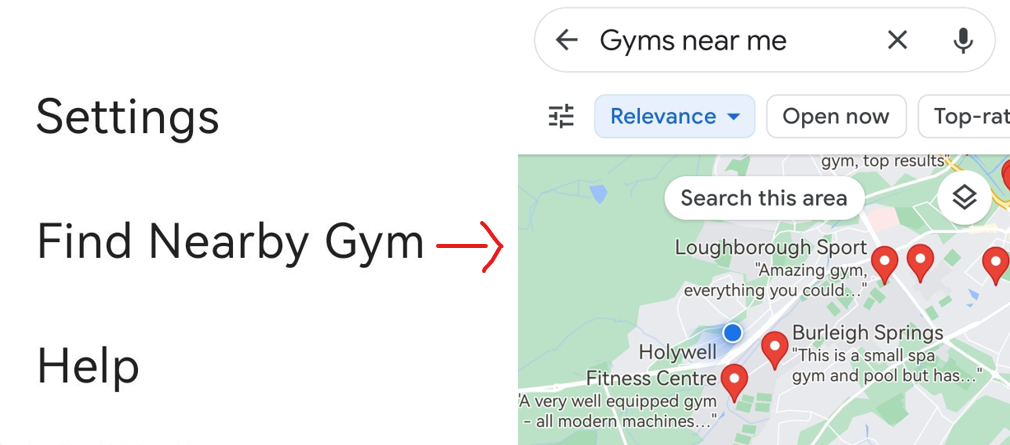 Settings
Find Nearby Gym
Help
Gyms near me
Relevance
Open now
Top-rat
gym, top results"
Search this area
Loughborough Sport
"Amazing gym,
everything you could..."
Burleigh Springs
"This is a small spa
gym and pool but has..."
Holywell
Fitness Centre
"A very well equipped gym
- all modern machines..."